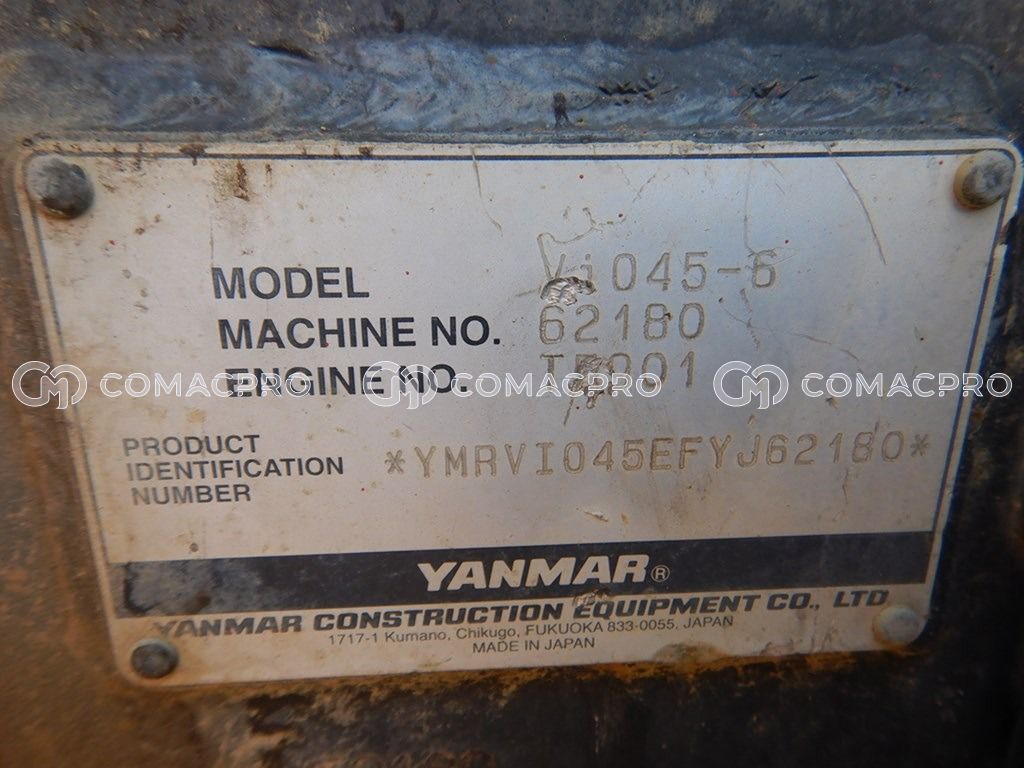 MODEL Vi045-6
MACHINE NO. 62180
ENGINE NO.
COMACPRO COMACPRO COMACPRO
PRODUCT
IDENTIFICATION
NUMBER
*YMRVI045EFYJ62180*
YANMAR®
YANMAR CONSTRUCTION EQUIPMENT CO., LTD
1717-1 Kumano, Chikugo, FUKUOKA 833-0055. JAPAN
MADE IN JAPAN